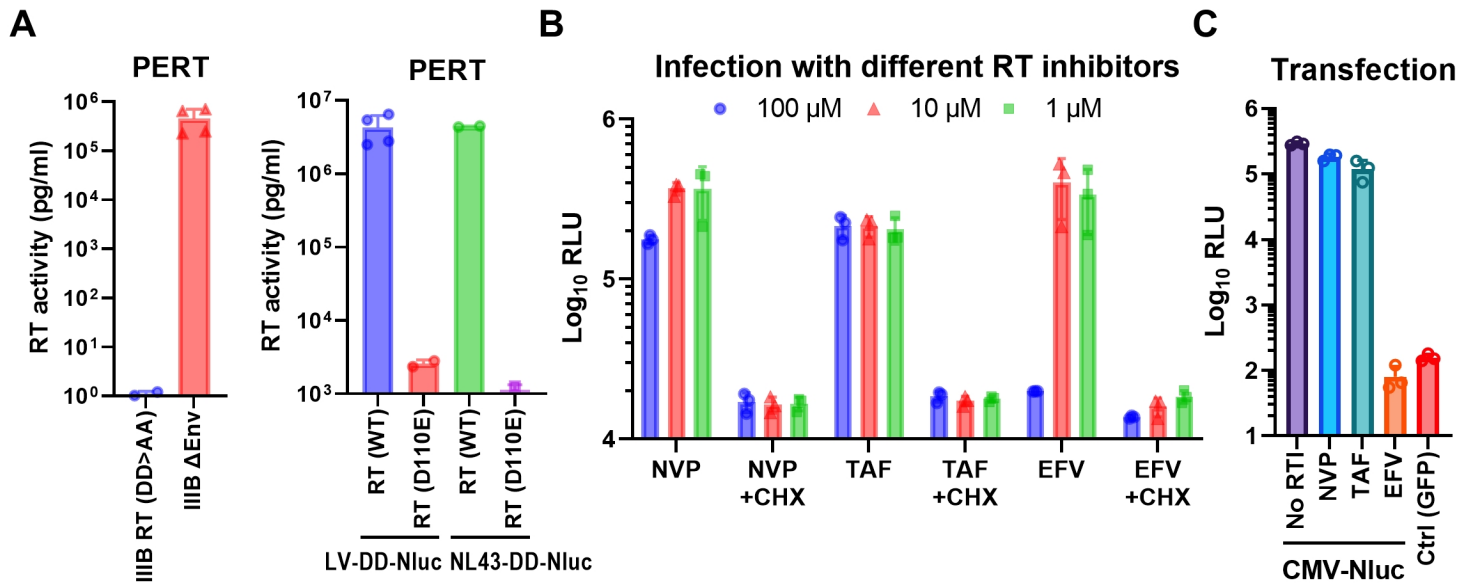 A
PERT
RT activity (pg/ml)
10⁶
10⁵
10⁴
10³
10²
10¹
10⁰
IIIB RT (DD>AA)
IIIB ΔEnv
PERT
RT activity (pg/ml)
10⁷
10⁶
10⁵
10⁴
10³
RT (WT)
RT (D110E)
RT (WT)
RT (D110E)
LV-DD-Nluc
NL43-DD-Nluc
B
Infection with different RT inhibitors
100 µM
10 µM
1 µM
Log₁₀ RLU
6
5
4
NVP
NVP
+CHX
TAF
TAF
+CHX
EFV
EFV
+CHX
C
Transfection
Log₁₀ RLU
6
5
4
3
2
1
No RTI
NVP
TAF
EFV
Ctrl (GFP)
CMV-Nluc